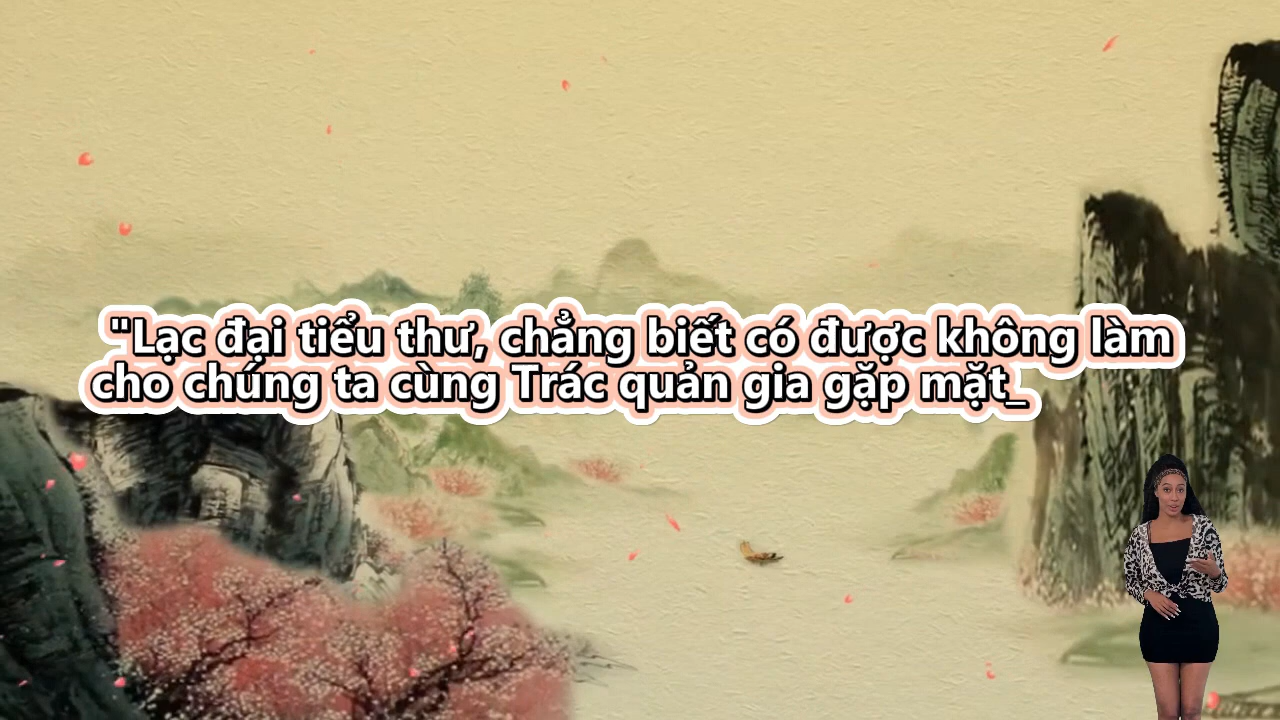 "Lạc đại tiểu thư, chẳng biết có được không làm
cho chúng ta cùng Trác quản gia gặp mặt_